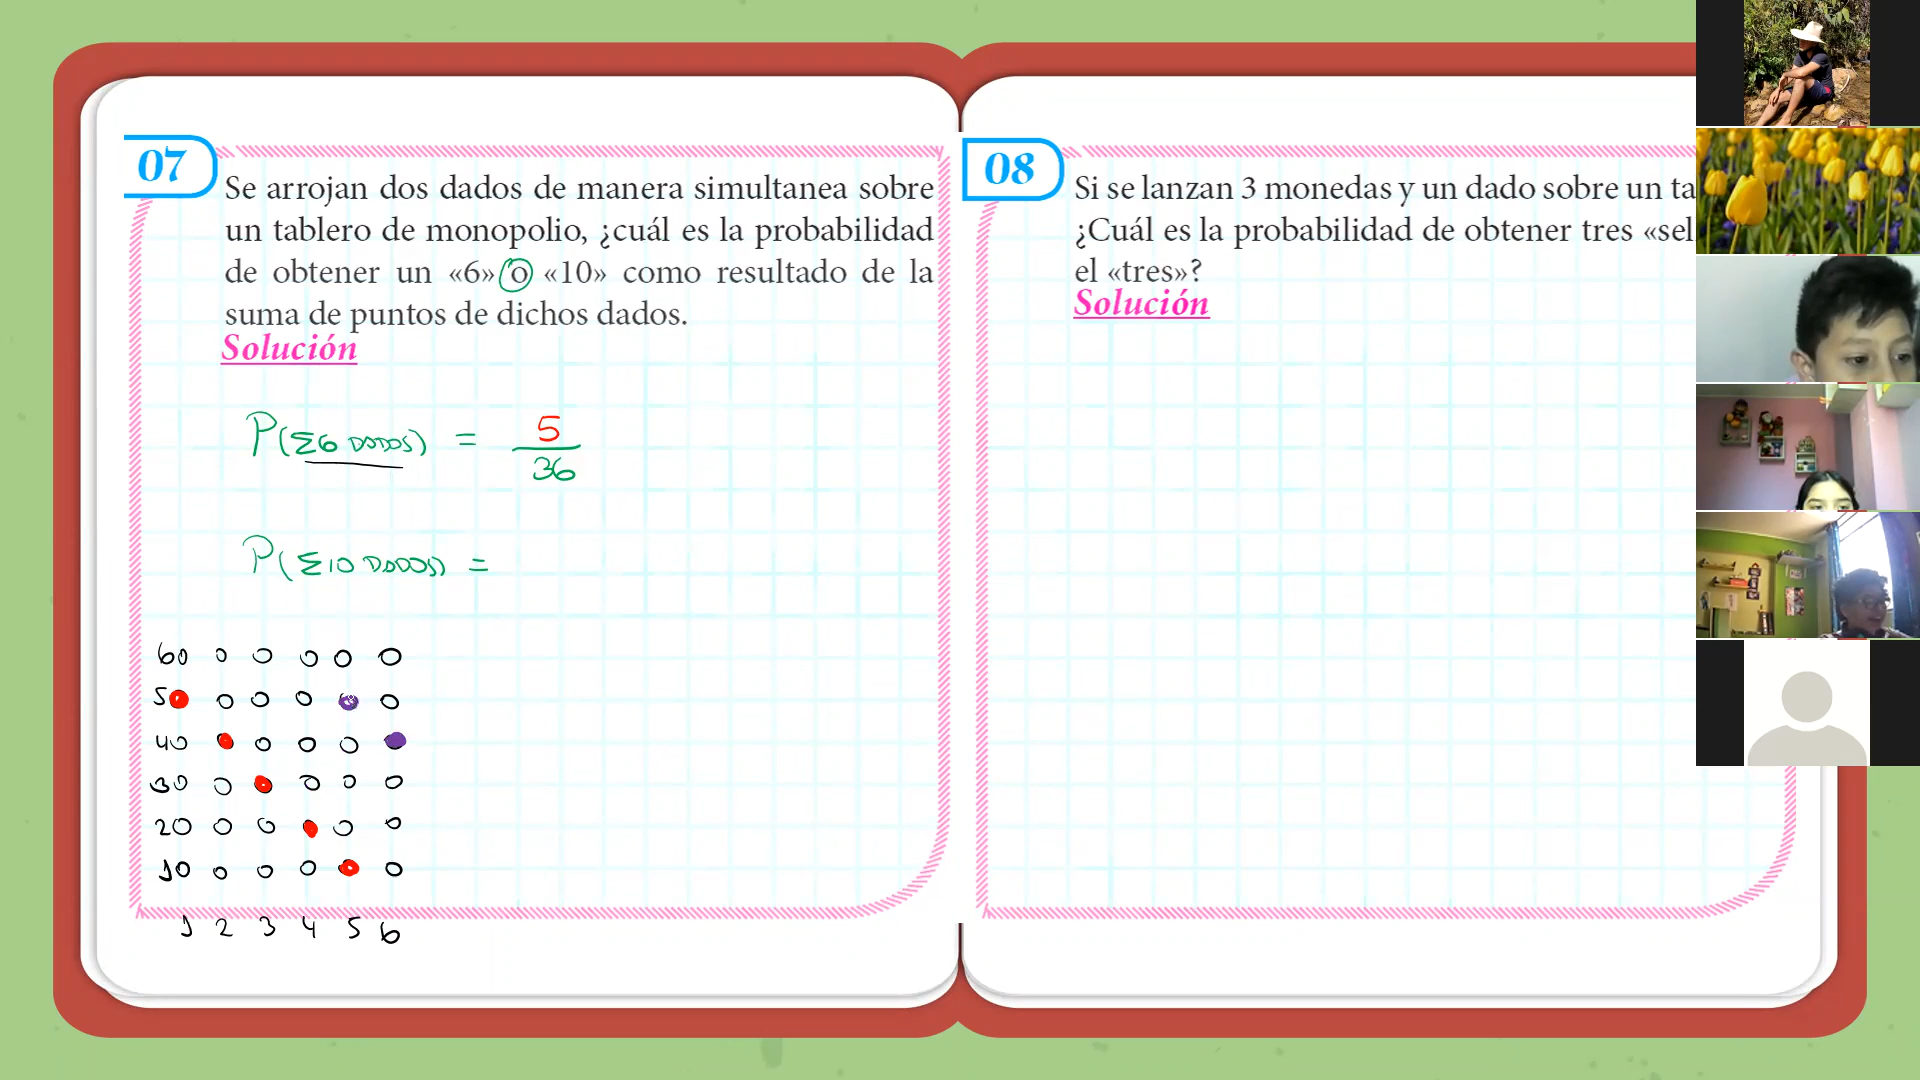 07
Se arrojan dos dados de manera simultanea sobre
un tablero de monopolio, ¿cuál es la probabilidad
de obtener un «6» o «10» como resultado de la
suma de puntos de dichos dados.
Solución
P(Σ6 DADOS) = 5/36
P(Σ10 DADOS) =
6
5
4
3
2
1
1 2 3 4 5 6
08
Si se lanzan 3 monedas y un dado sobre un ta
¿Cuál es la probabilidad de obtener tres «sel
el «tres»?
Solución